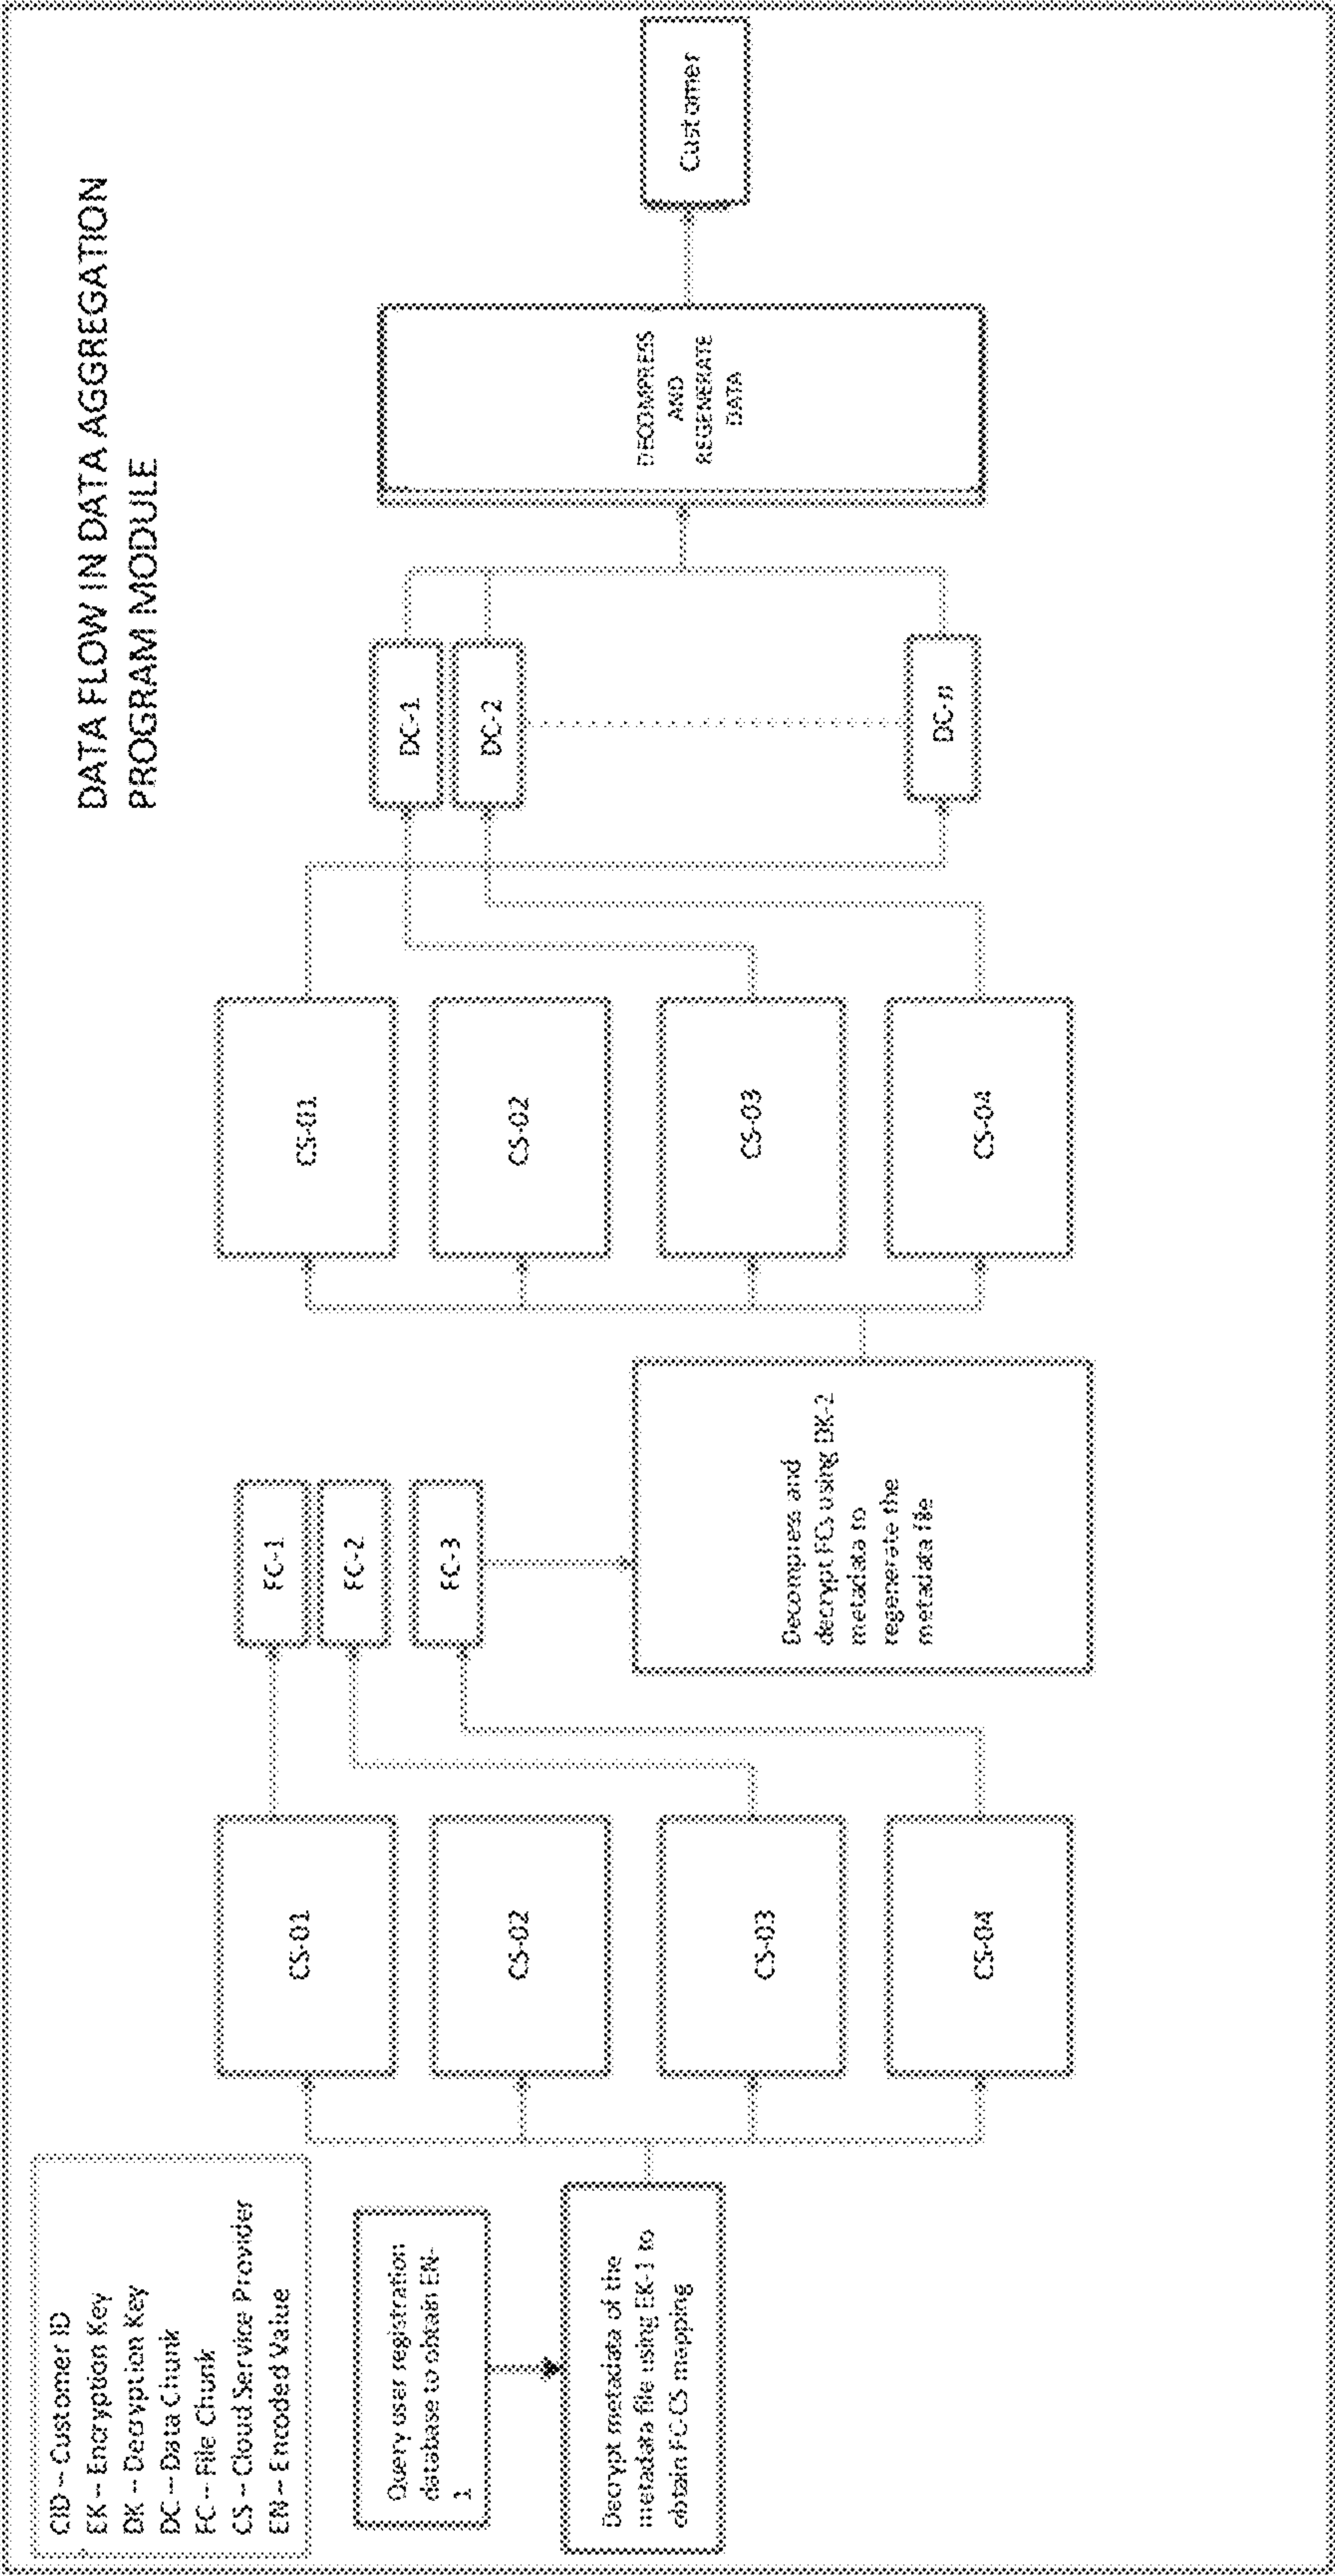 DATA FLOW IN DATA AGGREGATION
PROGRAM MODULE
CID -- Customer ID
EK -- Encryption Key
DK -- Decryption Key
DC -- Data Chunk
FC -- File Chunk
CS -- Cloud Service Provider
EN -- Encoded Value
Query user registration
database to obtain EN-
1
Decrypt metadata of the
metadata file using EK-1 to
obtain FC-CS mapping
CS-01
CS-02
CS-03
CS-04
FC-1
FC-2
FC-3
Decompress and
decrypt FCs using DK-2
metadata to
regenerate the
metadata file
CS-01
CS-02
CS-03
CS-04
DC-1
DC-2
DC-n
DECOMPRESS
AND
REGENERATE
DATA
Customer